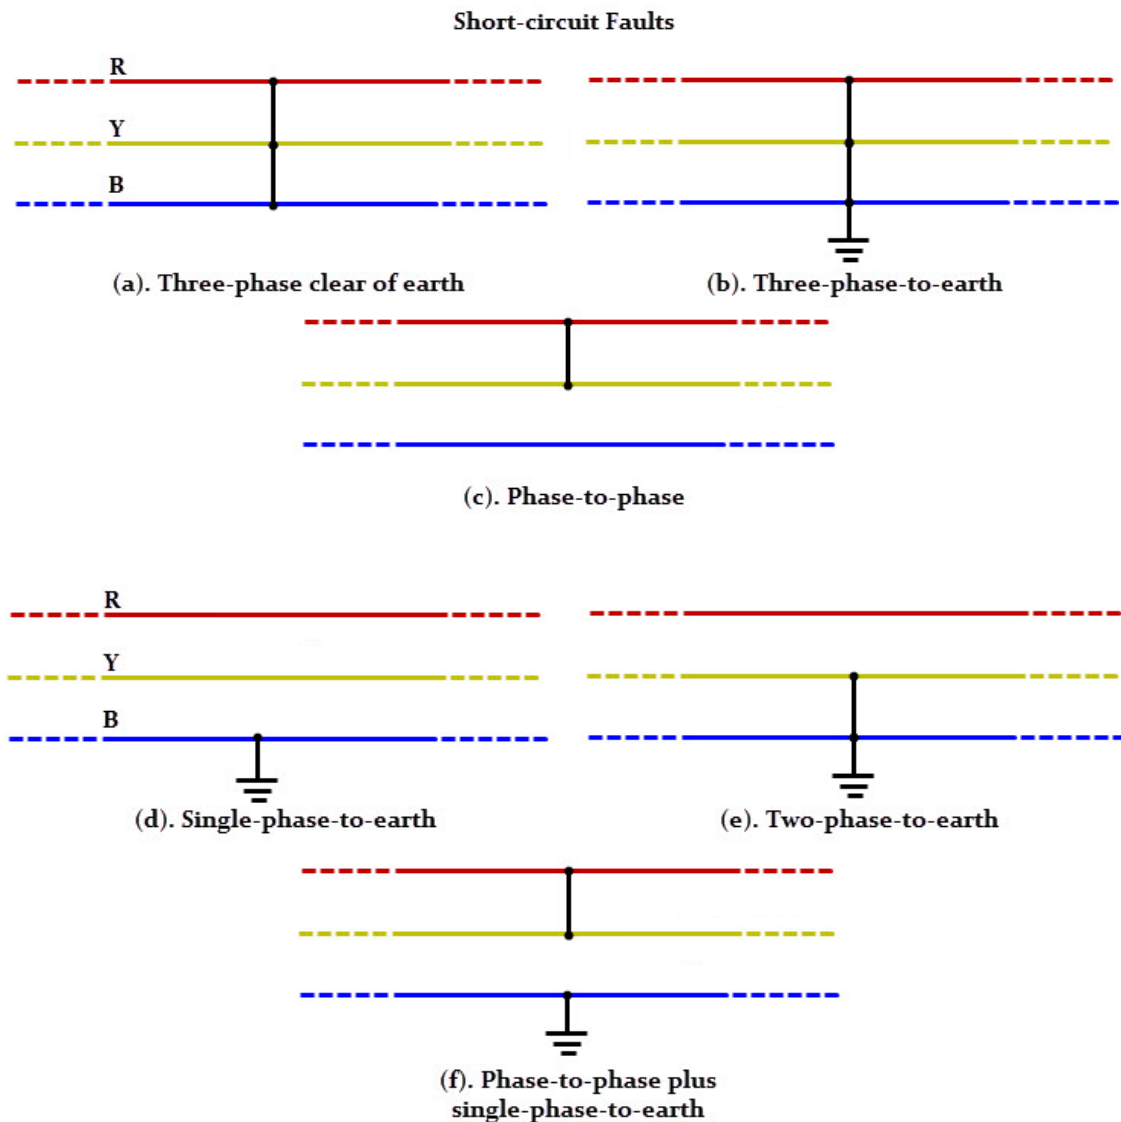 Short-circuit Faults
R
Y
B
(a). Three-phase clear of earth
(b). Three-phase-to-earth
(c). Phase-to-phase
R
Y
B
(d). Single-phase-to-earth
(e). Two-phase-to-earth
(f). Phase-to-phase plus
single-phase-to-earth